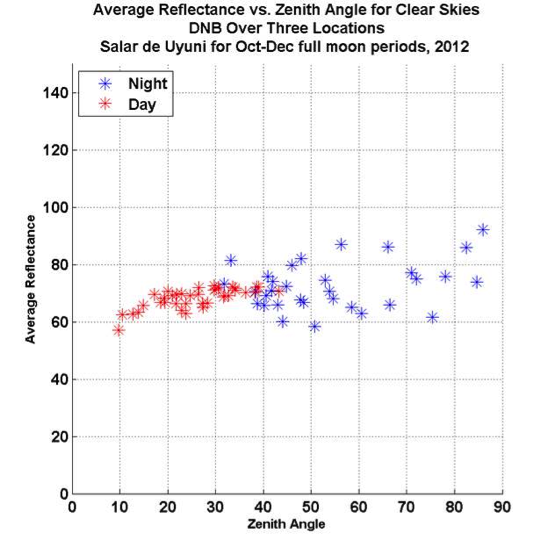 Average Reflectance vs. Zenith Angle for Clear Skies
DNB Over Three Locations
Salar de Uyuni for Oct-Dec full moon periods, 2012
Night
Day
140
120
100
80
60
40
20
0
Average Reflectance
0 10 20 30 40 50 60 70 80 90
Zenith Angle